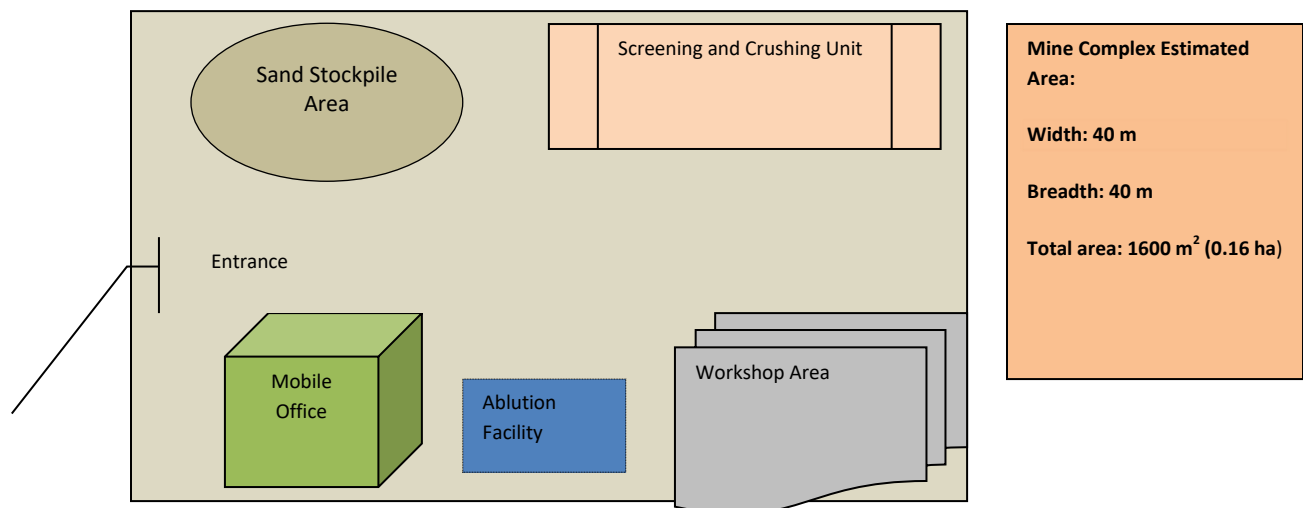 Sand Stockpile
Area
Screening and Crushing Unit
Entrance
Mobile
Office
Ablution
Facility
Workshop Area
Mine Complex Estimated
Area:
Width: 40 m
Breadth: 40 m
Total area: 1600 m² (0.16 ha)